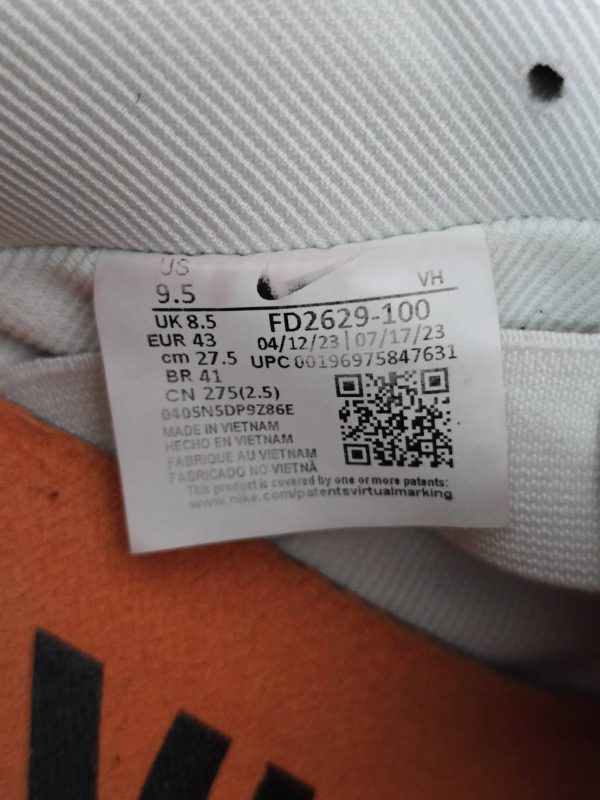 US
9.5
VH
UK 8.5
EUR 43
cm 27.5
BR 41
CN 275(2.5)
FD2629-100
04/12/23 | 07/17/23
UPC 00196975847631
0405N5DP9Z86E
MADE IN VIETNAM
HECHO EN VIETNAM
FABRIQUE AU VIETNAM
FABRICADO NO VIETNÃ
This product is covered by one or more patents:
www.nike.com/patentsvirtualmarking